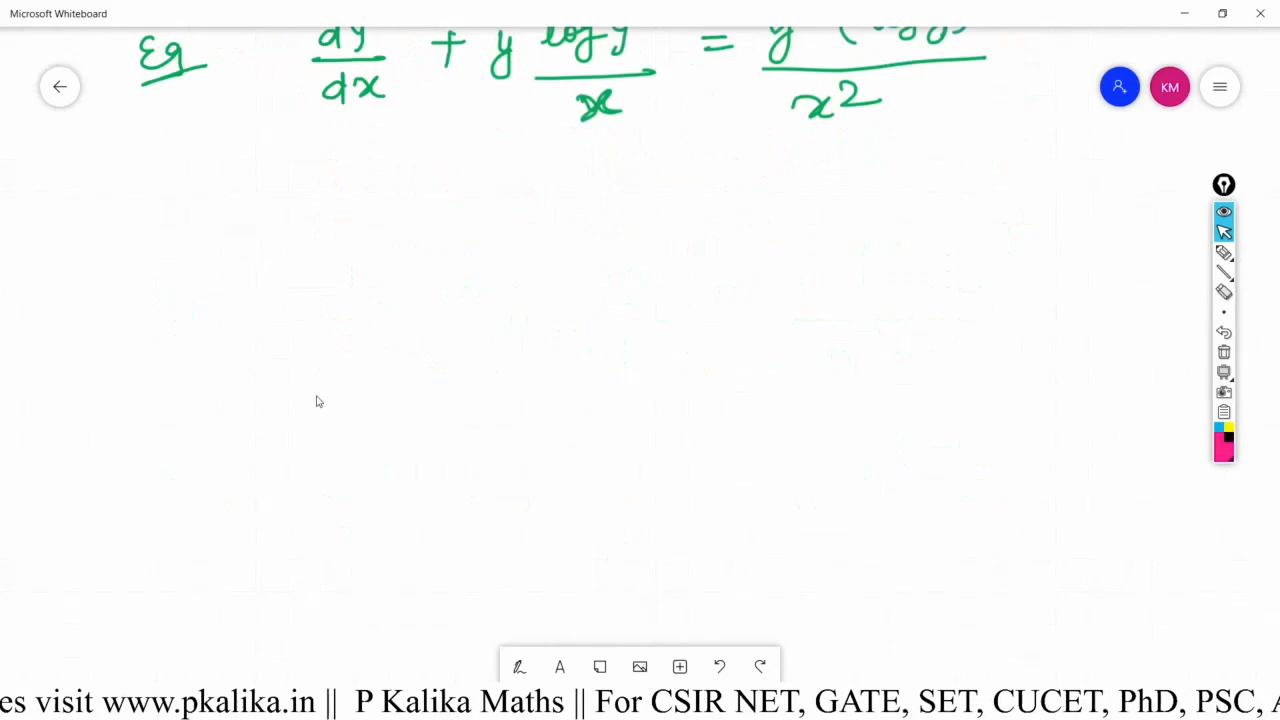 Microsoft Whiteboard
Eg dy/dx + y log y / x = y (log y) / x2
KM
es visit www.pkalika.in || P Kalika Maths || For CSIR NET, GATE, SET, CUCET, PhD, PSC,